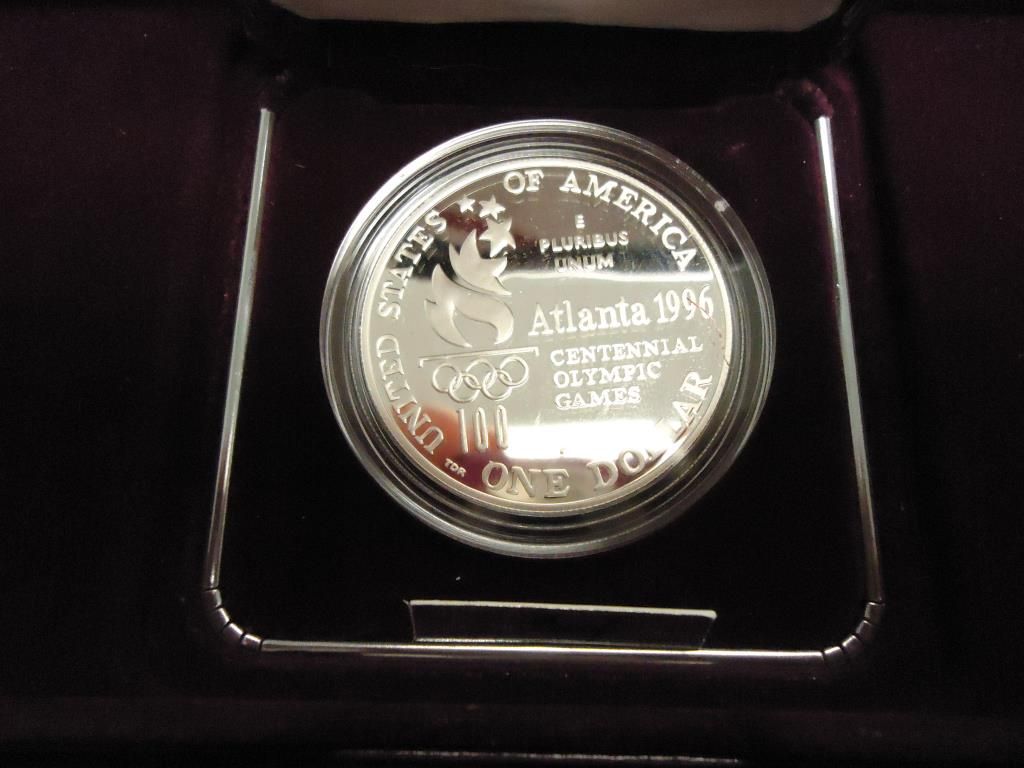 UNITED STATES OF AMERICA
E
PLURIBUS
UNUM
Atlanta 1996
CENTENNIAL
OLYMPIC
GAMES
100
TDR
ONE DOLLAR